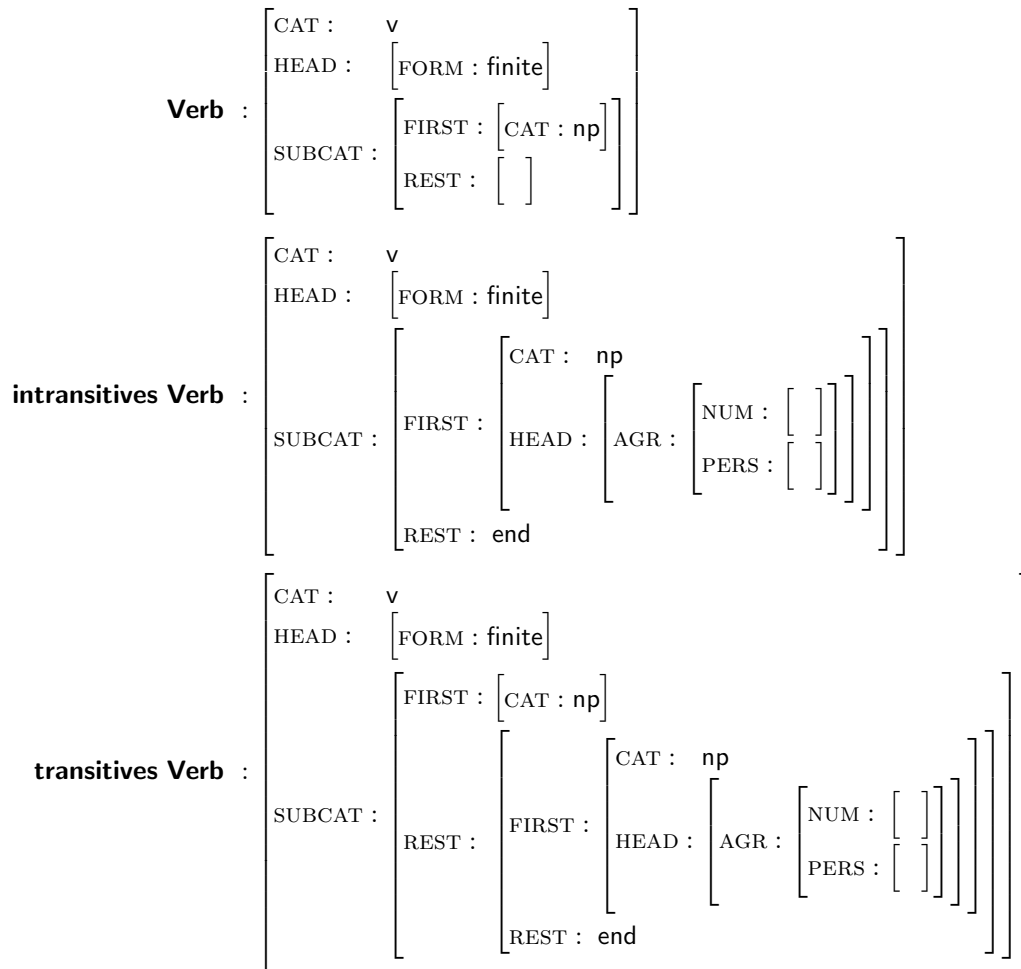 CAT : v
HEAD : [FORM : finite]
Verb :
FIRST : [CAT : np]
SUBCAT :
REST : [ ]
CAT : v
HEAD : [FORM : finite]
CAT : np
intransitives Verb :
NUM : [ ]
FIRST :
SUBCAT : HEAD : AGR :
PERS : [ ]
REST : end
CAT : v
HEAD : [FORM : finite]
FIRST : [CAT : np]
CAT : np
transitives Verb :
NUM : [ ]
SUBCAT : FIRST :
REST : HEAD : AGR :
PERS : [ ]
REST : end